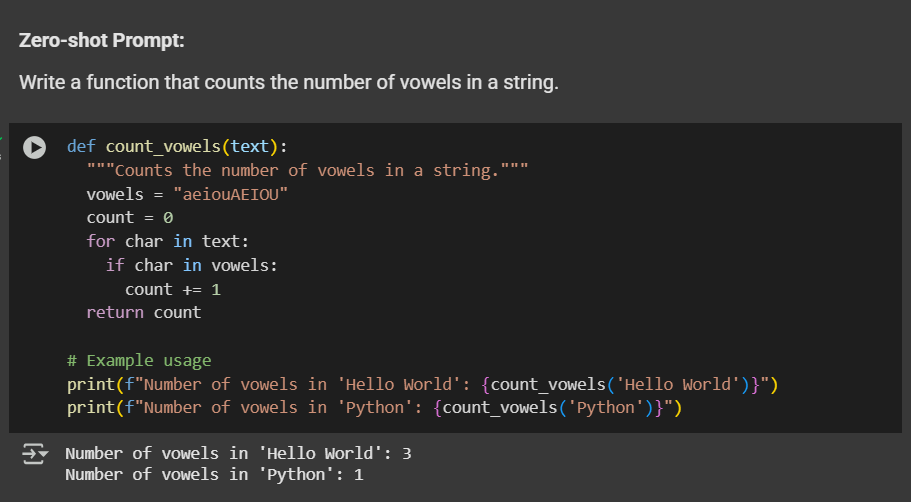 Zero-shot Prompt:
Write a function that counts the number of vowels in a string.
def count_vowels(text):
  """Counts the number of vowels in a string."""
  vowels = "aeiouAEIOU"
  count = 0
  for char in text:
    if char in vowels:
      count += 1
  return count

# Example usage
print(f"Number of vowels in 'Hello World': {count_vowels('Hello World')}")
print(f"Number of vowels in 'Python': {count_vowels('Python')}")
Number of vowels in 'Hello World': 3
Number of vowels in 'Python': 1